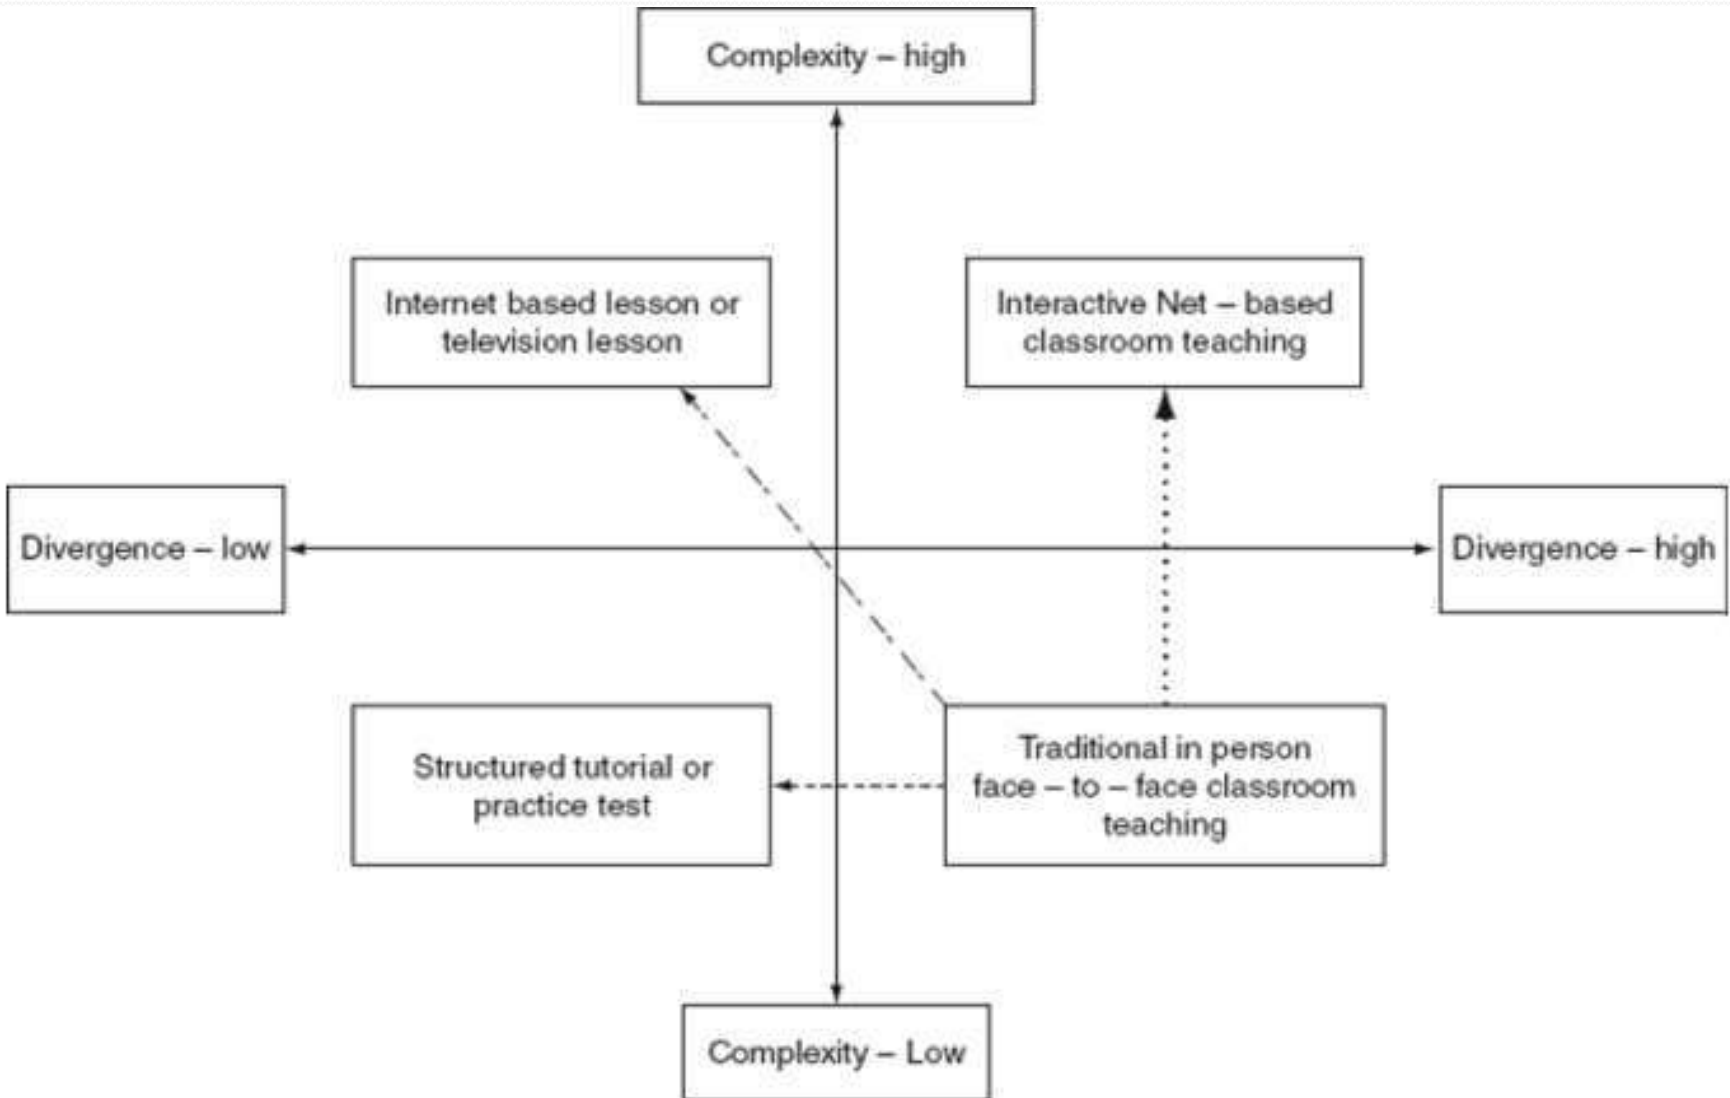 Complexity – high
Internet based lesson or
television lesson
Interactive Net – based
classroom teaching
Divergence – low
Divergence – high
Structured tutorial or
practice test
Traditional in person
face – to – face classroom
teaching
Complexity – Low